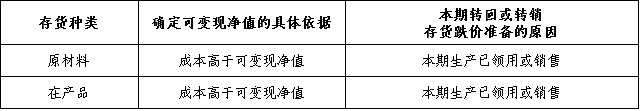 存货种类
确定可变现净值的具体依据
本期转回或转销
存货跌价准备的原因
原材料
成本高于可变现净值
本期生产已领用或销售
在产品
成本高于可变现净值
本期生产已领用或销售